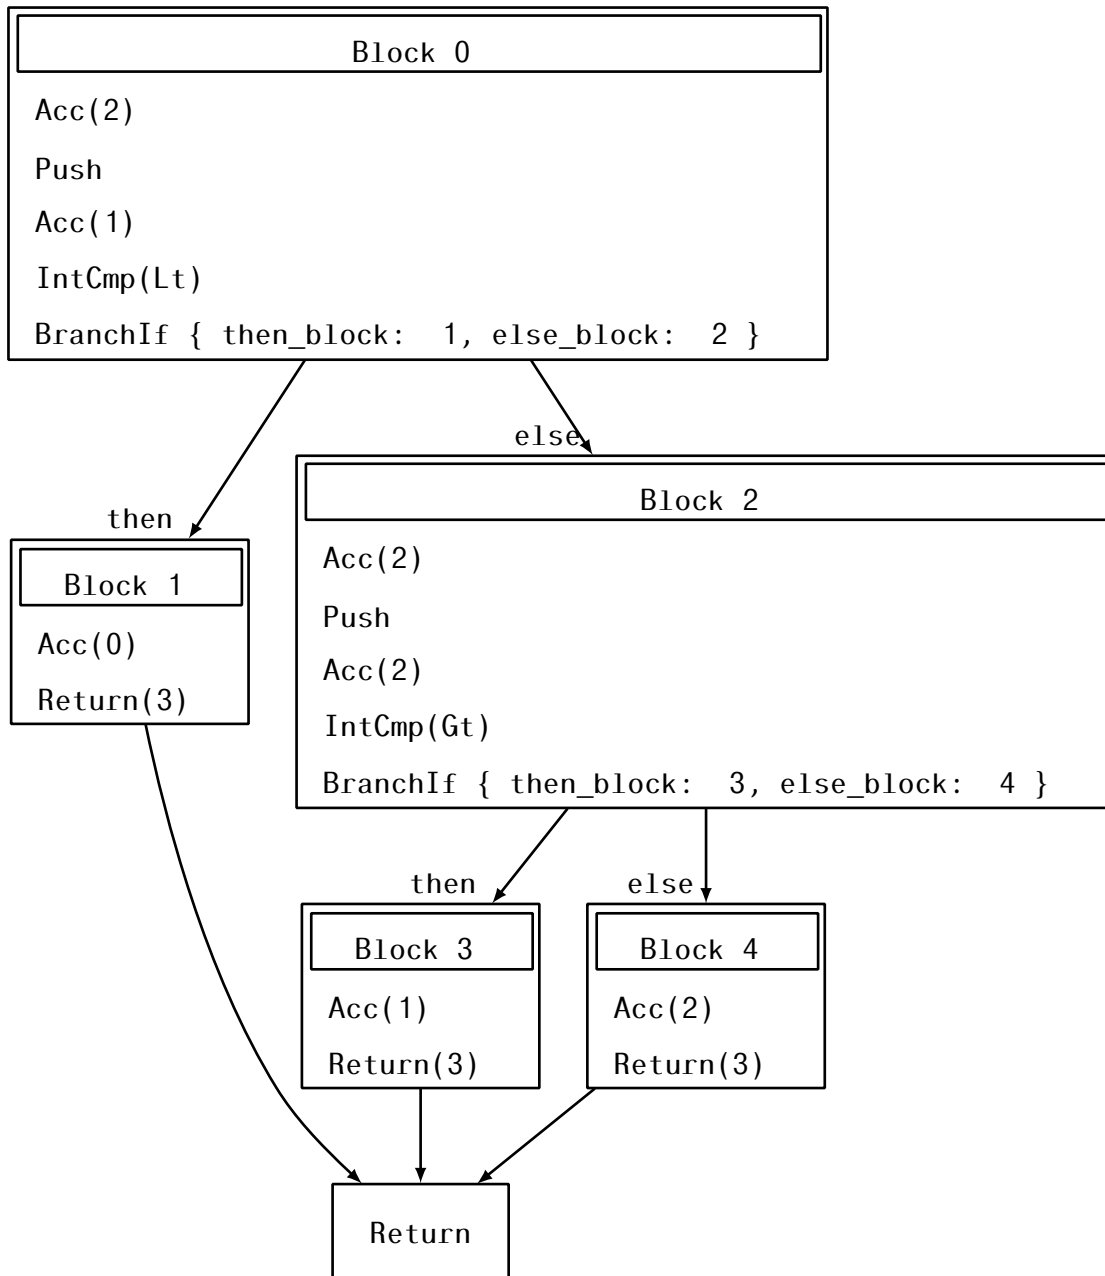 Block 0
Acc(2)
Push
Acc(1)
IntCmp(Lt)
BranchIf { then_block: 1, else_block: 2 }
else
then
Block 2
Acc(2)
Push
Acc(2)
IntCmp(Gt)
BranchIf { then_block: 3, else_block: 4 }
Block 1
Acc(0)
Return(3)
then
else
Block 3
Acc(1)
Return(3)
Block 4
Acc(2)
Return(3)
Return